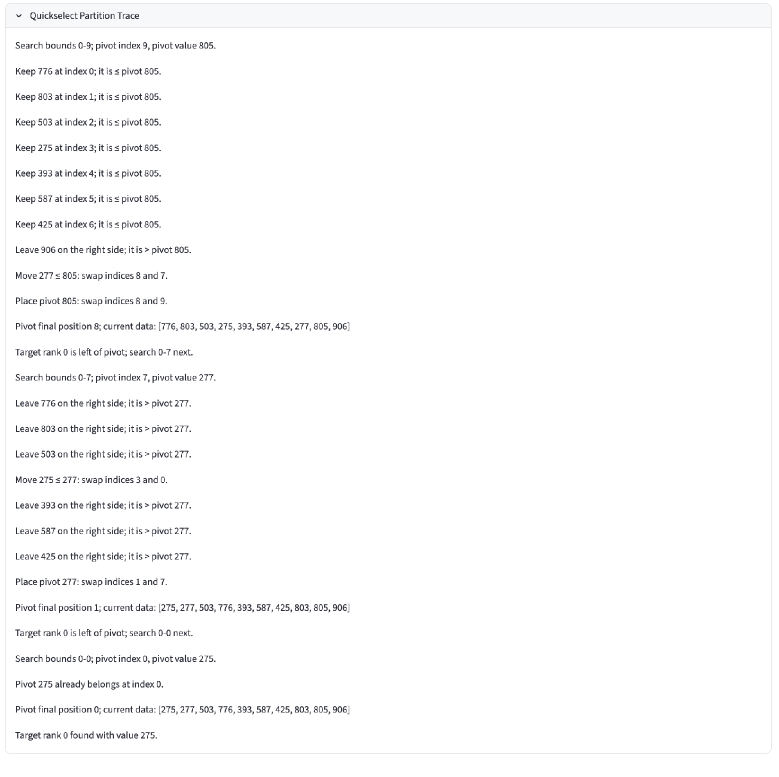 Quickselect Partition Trace
Search bounds 0-9; pivot index 9, pivot value 805.
Keep 776 at index 0; it is ≤ pivot 805.
Keep 803 at index 1; it is ≤ pivot 805.
Keep 503 at index 2; it is ≤ pivot 805.
Keep 275 at index 3; it is ≤ pivot 805.
Keep 393 at index 4; it is ≤ pivot 805.
Keep 587 at index 5; it is ≤ pivot 805.
Keep 425 at index 6; it is ≤ pivot 805.
Leave 906 on the right side; it is > pivot 805.
Move 277 ≤ 805: swap indices 8 and 7.
Place pivot 805: swap indices 8 and 9.
Pivot final position 8; current data: [776, 803, 503, 275, 393, 587, 425, 277, 805, 906]
Target rank 0 is left of pivot; search 0-7 next.
Search bounds 0-7; pivot index 7, pivot value 277.
Leave 776 on the right side; it is > pivot 277.
Leave 803 on the right side; it is > pivot 277.
Leave 503 on the right side; it is > pivot 277.
Move 275 ≤ 277: swap indices 3 and 0.
Leave 393 on the right side; it is > pivot 277.
Leave 587 on the right side; it is > pivot 277.
Leave 425 on the right side; it is > pivot 277.
Place pivot 277: swap indices 1 and 7.
Pivot final position 1; current data: [275, 277, 503, 776, 393, 587, 425, 803, 805, 906]
Target rank 0 is left of pivot; search 0-0 next.
Search bounds 0-0; pivot index 0, pivot value 275.
Pivot 275 already belongs at index 0.
Pivot final position 0; current data: [275, 277, 503, 776, 393, 587, 425, 803, 805, 906]
Target rank 0 found with value 275.